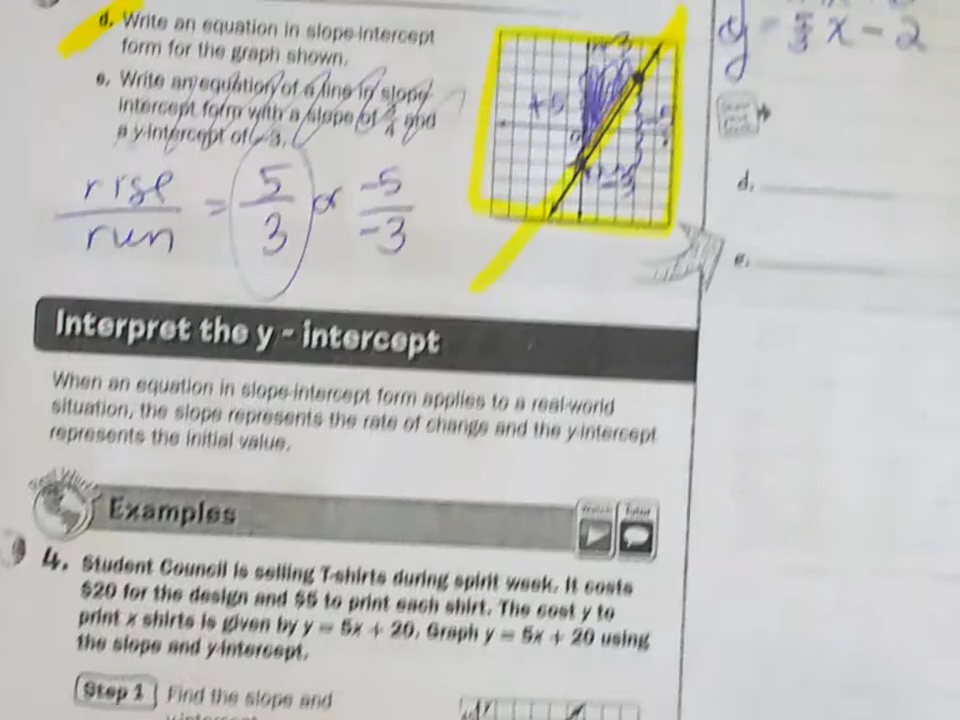 d. Write an equation in slope-intercept
form for the graph shown.
e. Write an equation of a line in slope-
intercept form with a slope of and
a y-intercept of -3.
rise
run
= 5/3 or -5/-3
y = 5/3 x - 2
+3
+5
d.
e.
Interpret the y - intercept
When an equation in slope-intercept form applies to a real-world
situation, the slope represents the rate of change and the y-intercept
represents the initial value.
Examples
4. Student Council is selling T-shirts during spirit week. It costs
$20 for the design and $5 to print each shirt. The cost y to
print x shirts is given by y = 5x + 20. Graph y = 5x + 20 using
the slope and y-intercept.
Step 1 Find the slope and